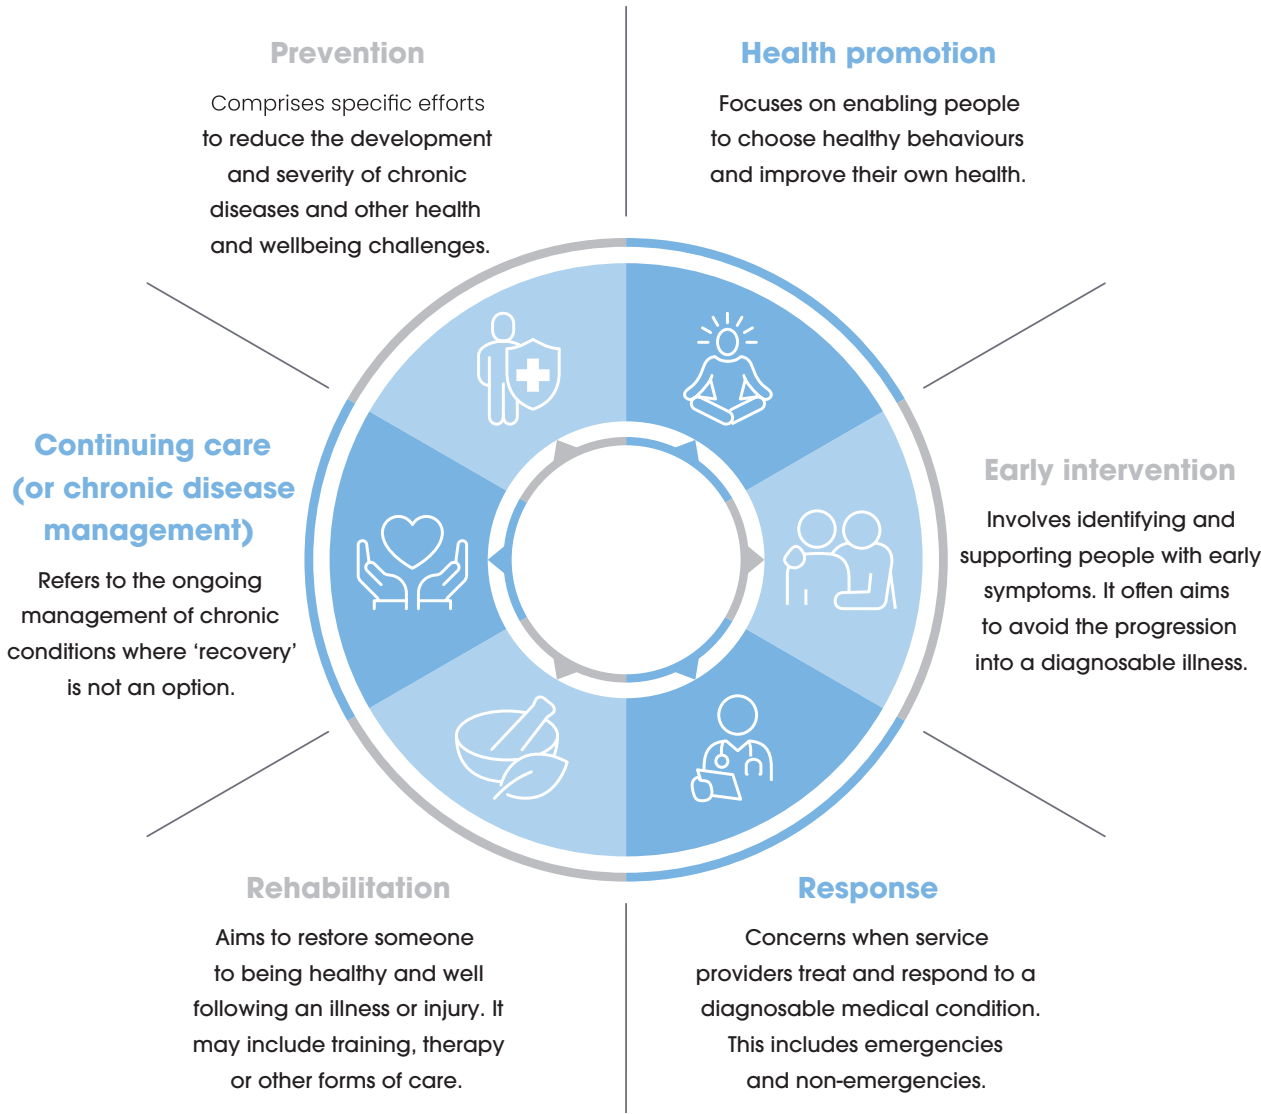 Prevention
Comprises specific efforts
to reduce the development
and severity of chronic
diseases and other health
and wellbeing challenges.
Health promotion
Focuses on enabling people
to choose healthy behaviours
and improve their own health.
Continuing care
(or chronic disease
management)
Refers to the ongoing
management of chronic
conditions where ‘recovery’
is not an option.
Early intervention
Involves identifying and
supporting people with early
symptoms. It often aims
to avoid the progression
into a diagnosable illness.
Rehabilitation
Aims to restore someone
to being healthy and well
following an illness or injury. It
may include training, therapy
or other forms of care.
Response
Concerns when service
providers treat and respond to a
diagnosable medical condition.
This includes emergencies
and non-emergencies.